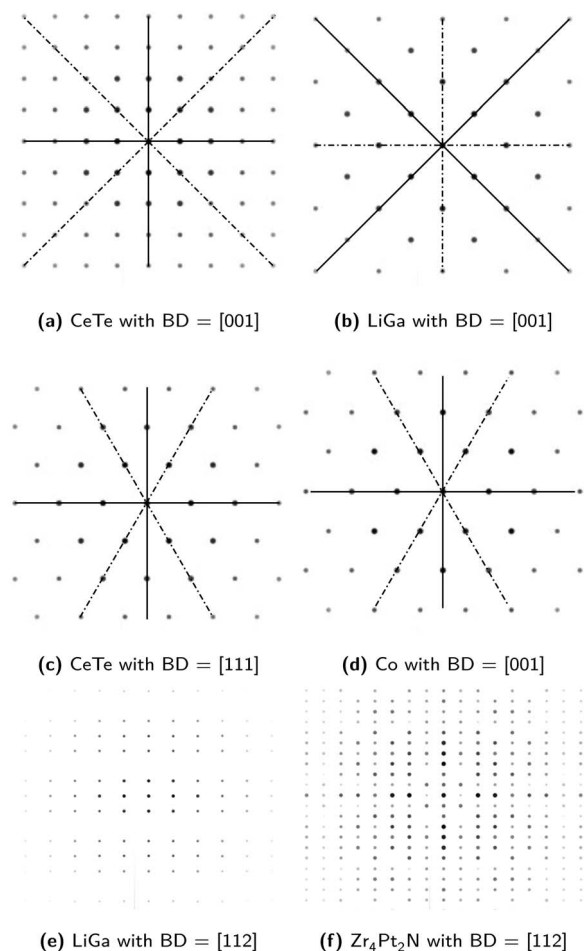 (a) CeTe with BD = [001]
(b) LiGa with BD = [001]
(c) CeTe with BD = [111]
(d) Co with BD = [001]
(e) LiGa with BD = [112]
(f) Zr₄Pt₂N with BD = [112]